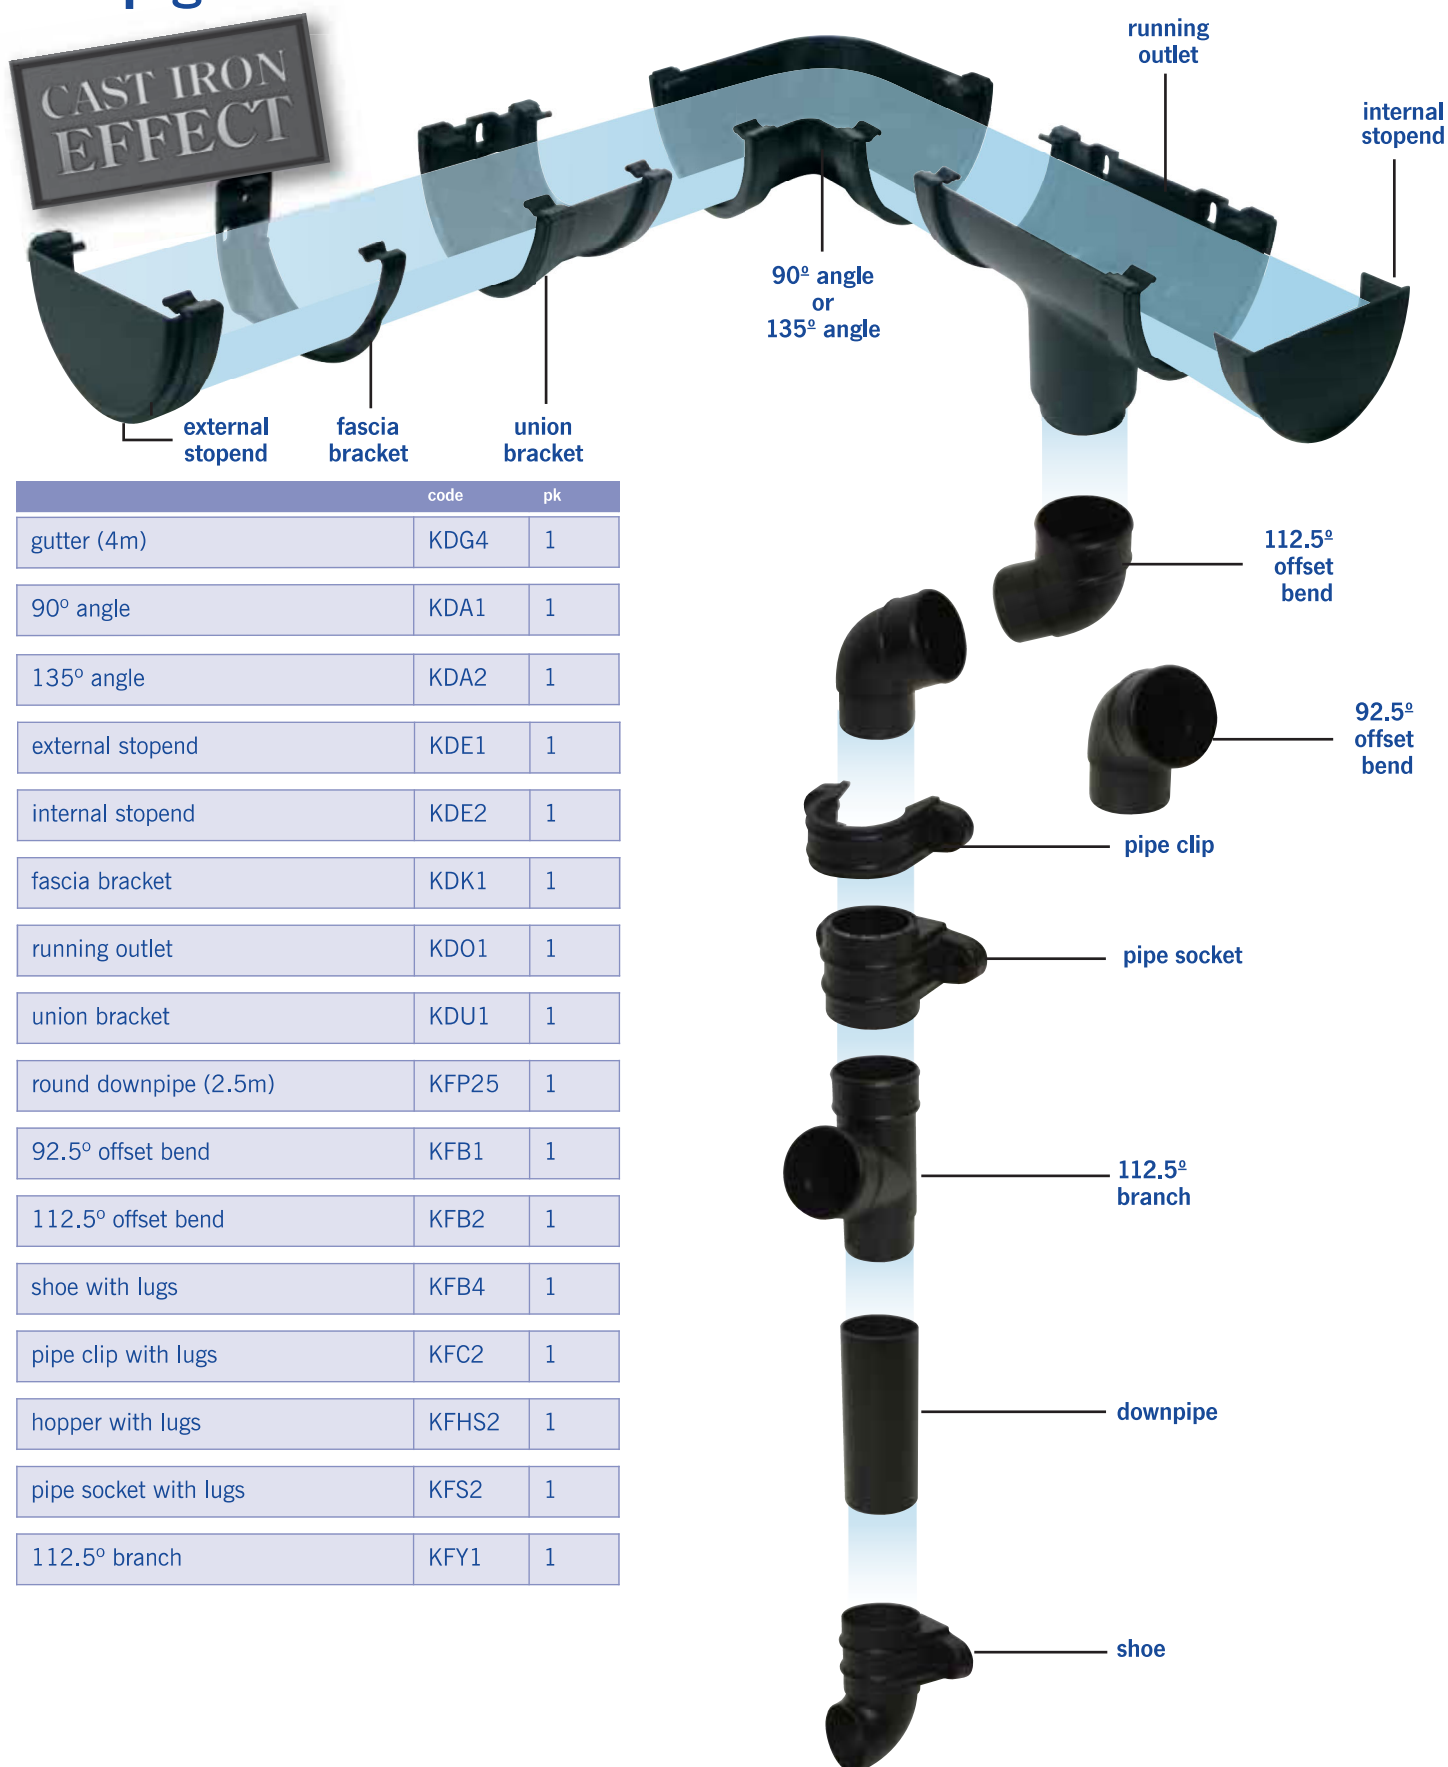 CAST IRON
EFFECT
running
outlet
internal
stopend
90º angle
or
135º angle
external
stopend
fascia
bracket
union
bracket
code pk
gutter (4m) KDG4 1
90º angle KDA1 1
135º angle KDA2 1
external stopend KDE1 1
internal stopend KDE2 1
fascia bracket KDK1 1
running outlet KDO1 1
union bracket KDU1 1
round downpipe (2.5m) KFP25 1
92.5º offset bend KFB1 1
112.5º offset bend KFB2 1
shoe with lugs KFB4 1
pipe clip with lugs KFC2 1
hopper with lugs KFHS2 1
pipe socket with lugs KFS2 1
112.5º branch KFY1 1
112.5º
offset
bend
92.5º
offset
bend
pipe clip
pipe socket
112.5º
branch
downpipe
shoe